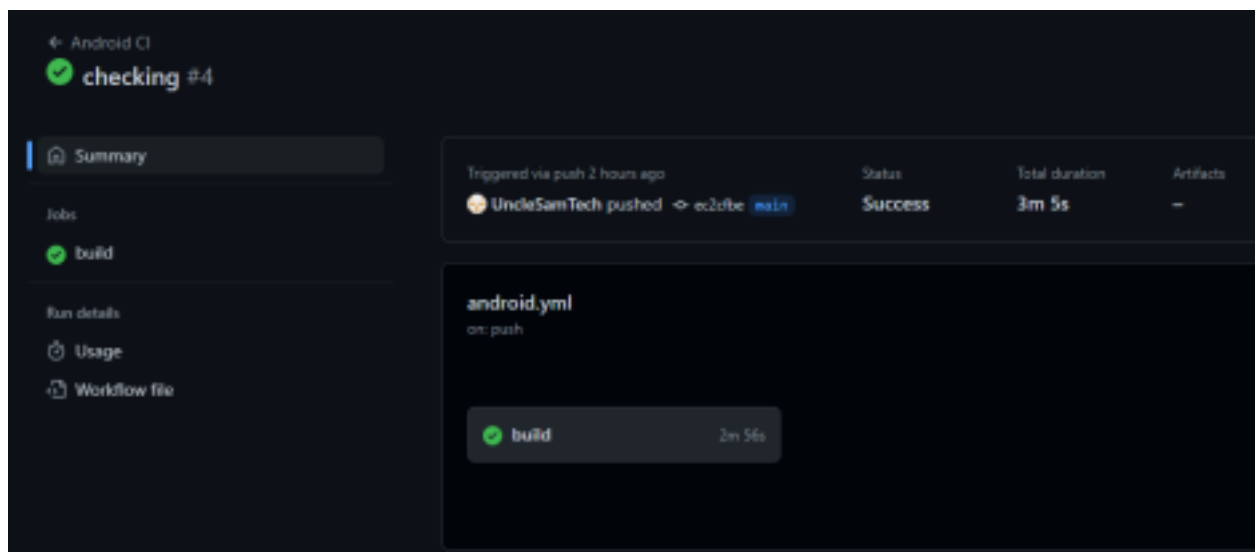 ← Android CI
checking #4
Summary
Jobs
build
Run details
Usage
Workflow file
Triggered via push 2 hours ago
UncleSamTech pushed ec2cfbe main
Status
Success
Total duration
3m 5s
Artifacts
–
android.yml
on: push
build 2m 56s